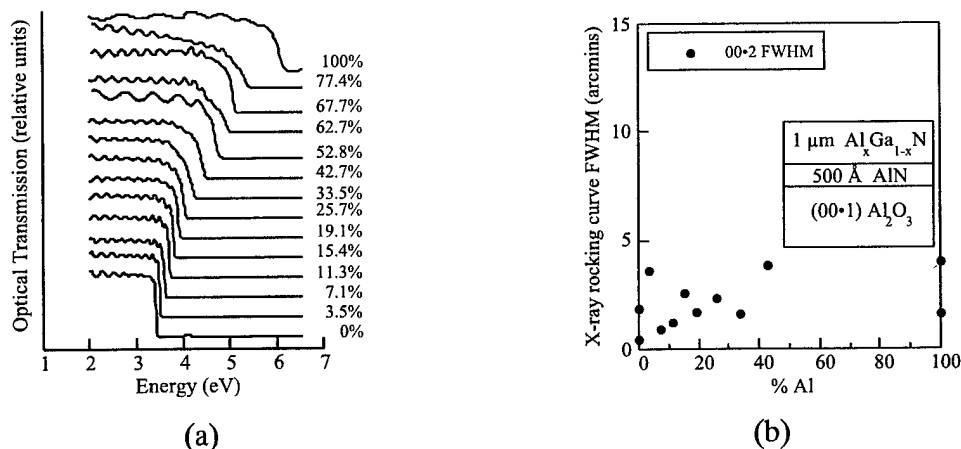 Optical Transmission (relative units)
100%
77.4%
67.7%
62.7%
52.8%
42.7%
33.5%
25.7%
19.1%
15.4%
11.3%
7.1%
3.5%
0%
1 2 3 4 5 6 7
Energy (eV)
(a)
X-ray rocking curve FWHM (arcmins)
15
10
5
0
00•2 FWHM
1 μm AlxGa1-xN
500 Å AlN
(00•1) Al2O3
0 20 40 60 80 100
% Al
(b)